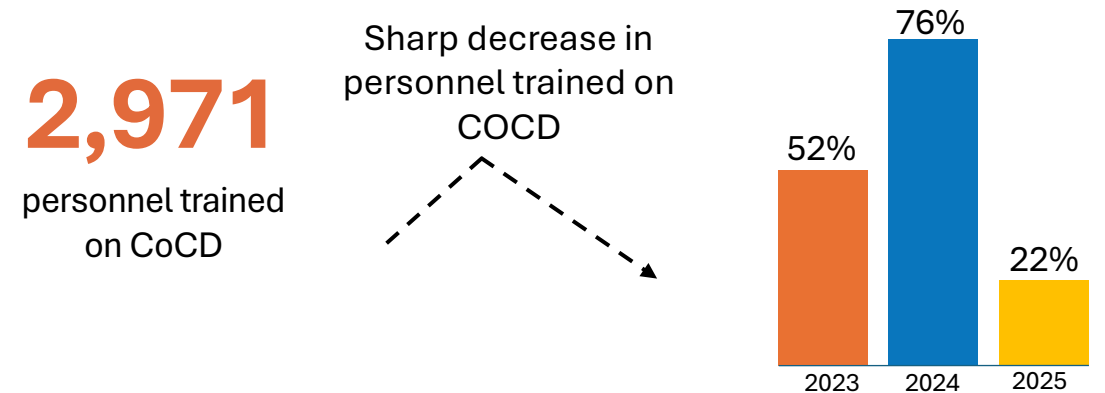 2,971
personnel trained
on CoCD
Sharp decrease in
personnel trained on
COCD
76%
52%
22%
2023
2024
2025